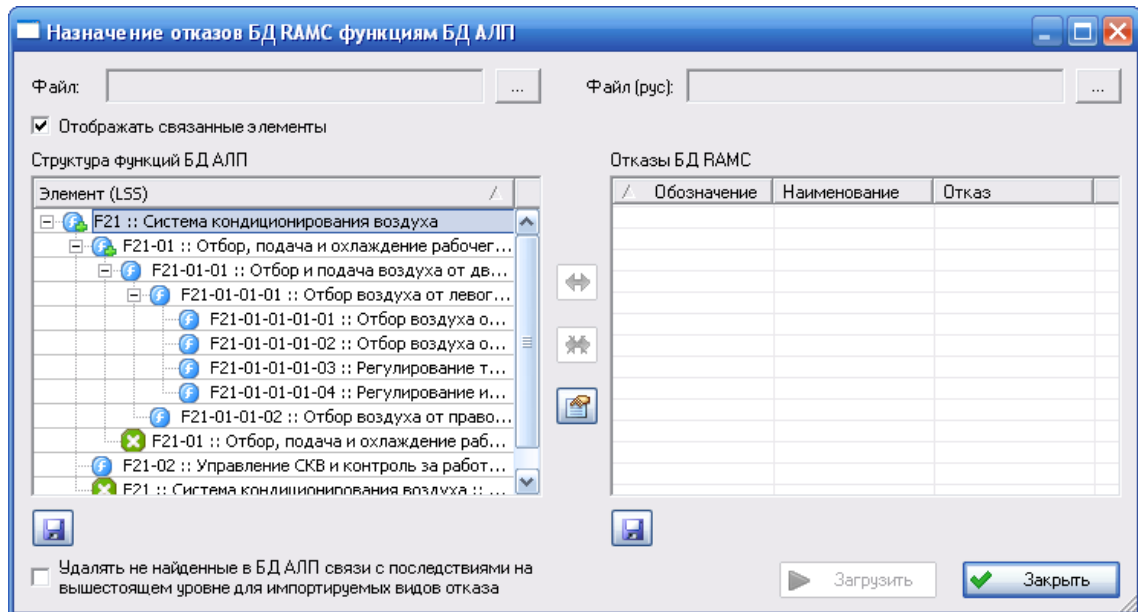 Назначение отказов БД RAMC функциям БД АЛП
Файл: ...
Файл (рус): ...
Отображать связанные элементы
Структура функций БД АЛП
Элемент (LSS)
F21 :: Система кондиционирования воздуха
F21-01 :: Отбор, подача и охлаждение рабочег...
F21-01-01 :: Отбор и подача воздуха от дв...
F21-01-01-01 :: Отбор воздуха от левог...
F21-01-01-01-01 :: Отбор воздуха о...
F21-01-01-01-02 :: Отбор воздуха о...
F21-01-01-01-03 :: Регулирование т...
F21-01-01-01-04 :: Регулирование и...
F21-01-01-02 :: Отбор воздуха от право...
F21-01 :: Отбор, подача и охлаждение раб...
F21-02 :: Управление СКВ и контроль за работ...
F21 :: Система кондиционирования воздуха :: ...
Отказы БД RAMC
Обозначение Наименование Отказ
Удалять не найденные в БД АЛП связи с последствиями на
вышестоящем уровне для импортируемых видов отказа
Загрузить
Закрыть